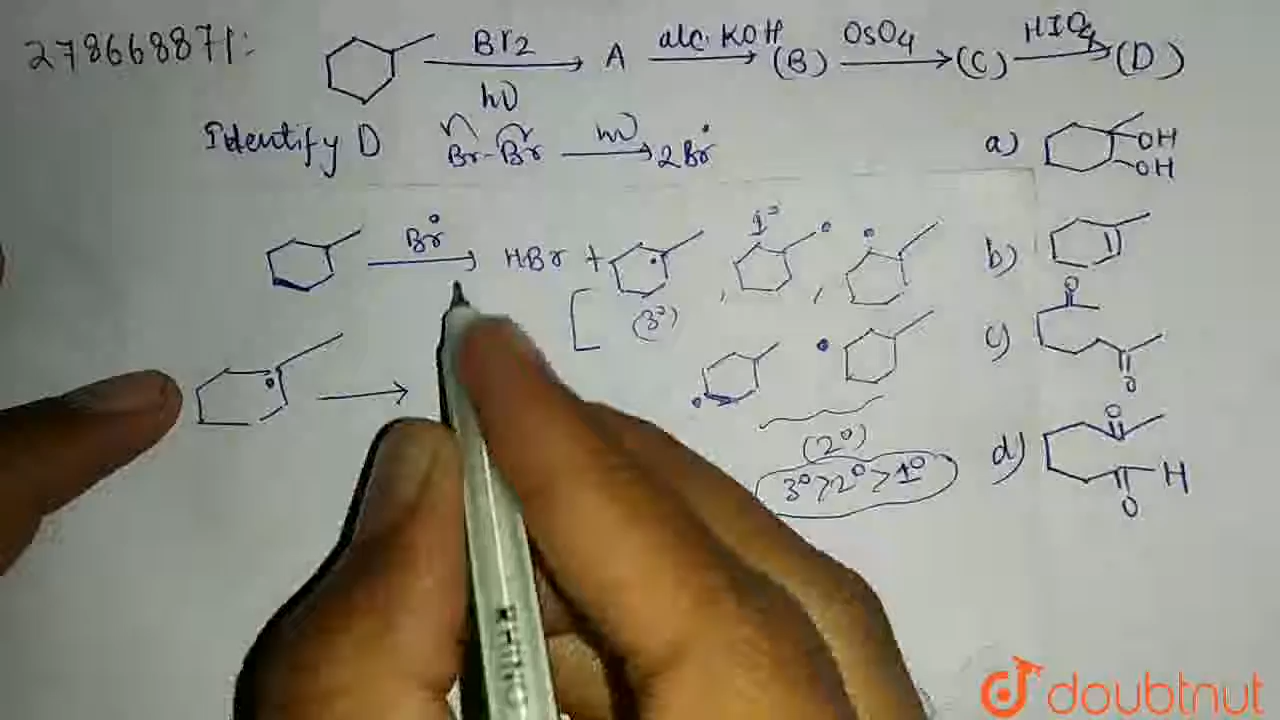 278668871:
Br2 A alc. KOH (B) OsO4 (C) HIO4 (D)
hν
Identify D Br-Br hν 2Br
a) OH
OH
Br HBr + 1°
(3°) , ,
b)
c) O
O
(2°)
3°>2°>1°
d) O
H
O
doubtnut